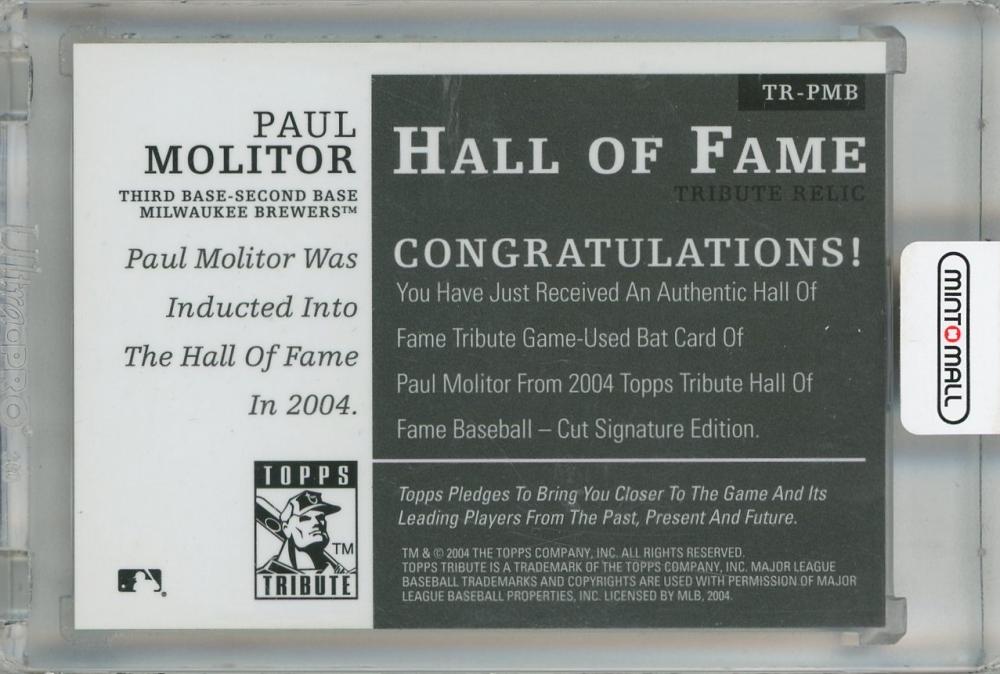 PAUL
MOLITOR
THIRD BASE-SECOND BASE
MILWAUKEE BREWERS™
Paul Molitor Was
Inducted Into
The Hall Of Fame
In 2004.
TOPPS
TM
TRIBUTE
TR-PMB
HALL OF FAME
TRIBUTE RELIC
CONGRATULATIONS!
You Have Just Received An Authentic Hall Of
Fame Tribute Game-Used Bat Card Of
Paul Molitor From 2004 Topps Tribute Hall Of
Fame Baseball – Cut Signature Edition.
Topps Pledges To Bring You Closer To The Game And Its
Leading Players From The Past, Present And Future.
TM & © 2004 THE TOPPS COMPANY, INC. ALL RIGHTS RESERVED.
TOPPS TRIBUTE IS A TRADEMARK OF THE TOPPS COMPANY, INC. MAJOR LEAGUE
BASEBALL TRADEMARKS AND COPYRIGHTS ARE USED WITH PERMISSION OF MAJOR
LEAGUE BASEBALL PROPERTIES, INC. LICENSED BY MLB, 2004.
MINTOMALL
UltraPRO